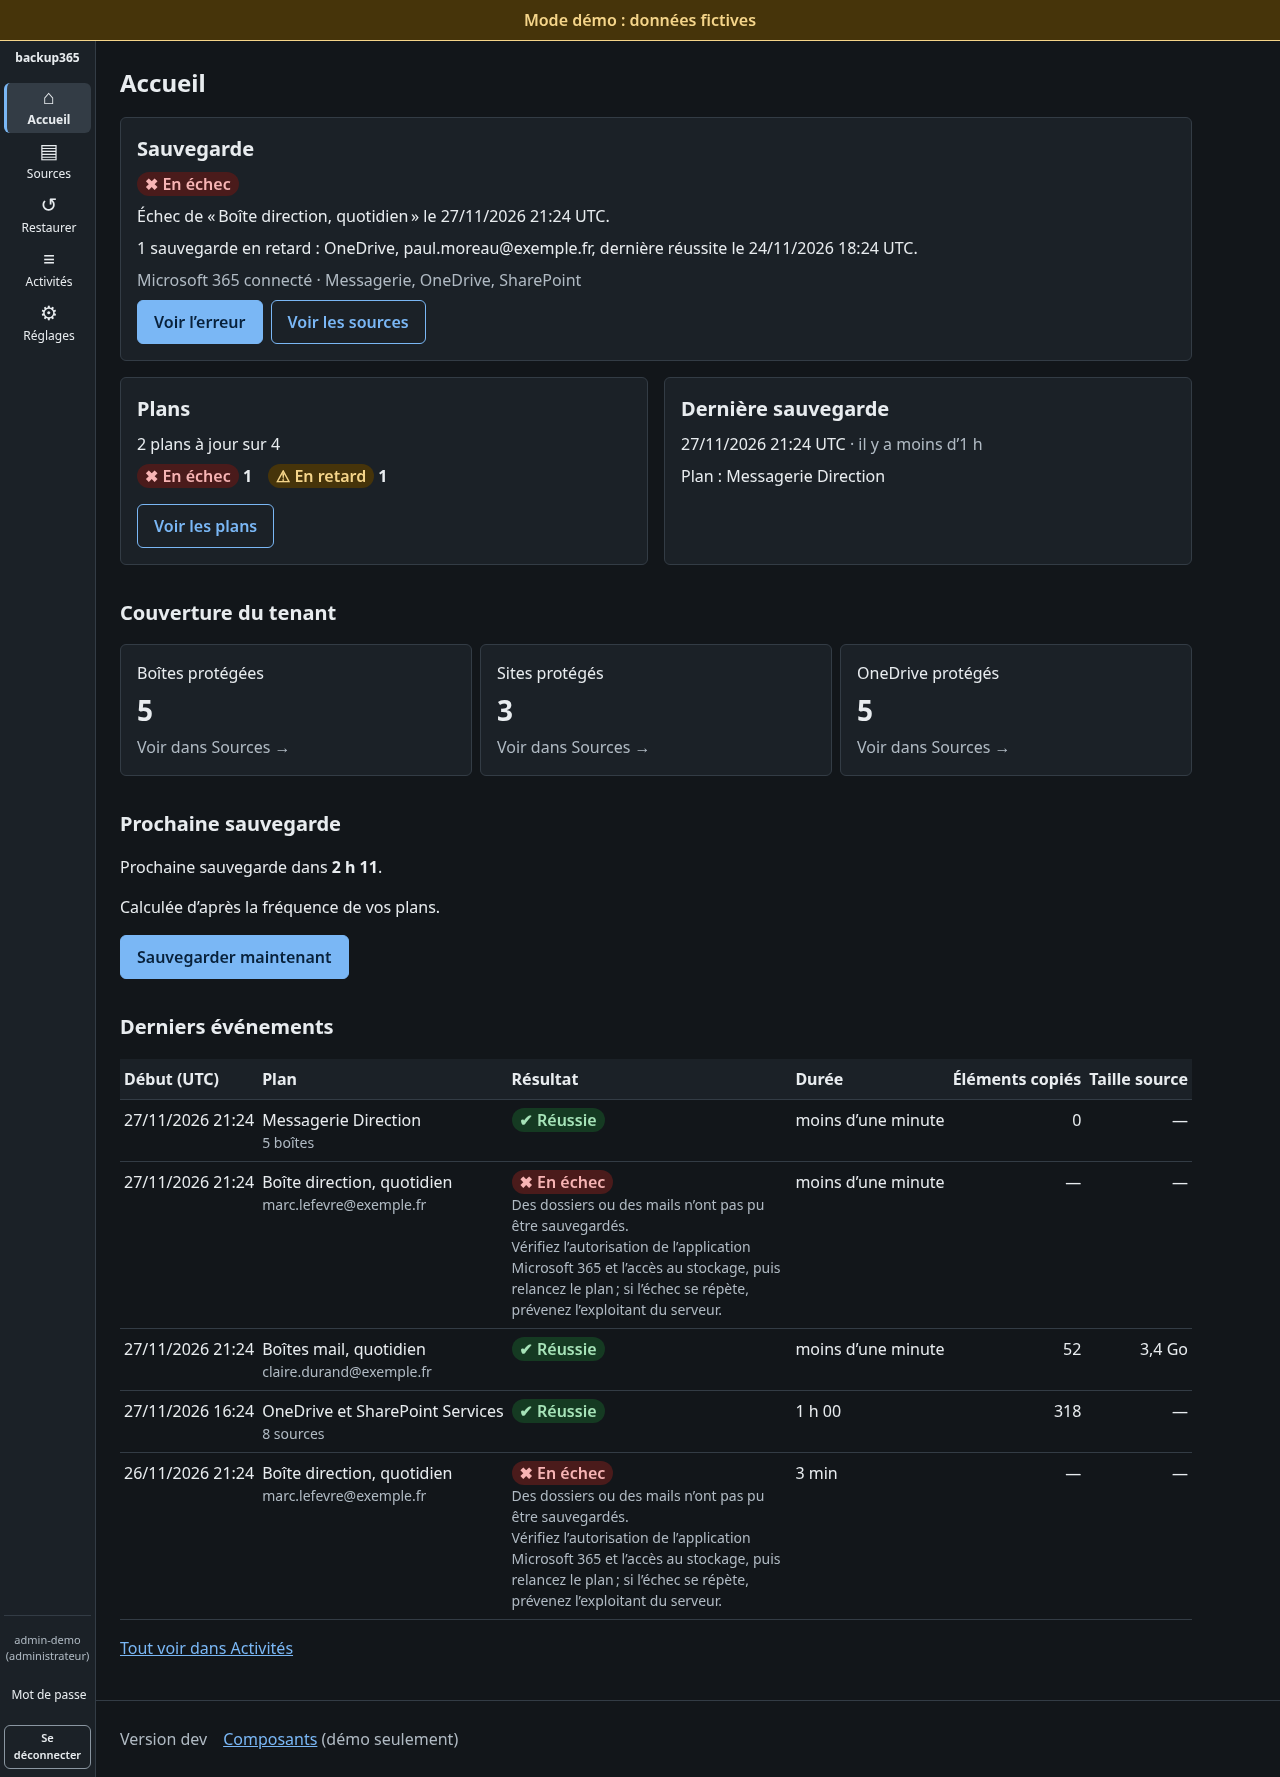 Mode démo : données fictives
backup365
Accueil
Sources
Restaurer
Activités
Réglages
admin-demo
(administrateur)
Mot de passe
Se
déconnecter
Accueil
Sauvegarde
✖ En échec
Échec de « Boîte direction, quotidien » le 27/11/2026 21:24 UTC.
1 sauvegarde en retard : OneDrive, paul.moreau@exemple.fr, dernière réussite le 24/11/2026 18:24 UTC.
Microsoft 365 connecté · Messagerie, OneDrive, SharePoint
Voir l’erreur Voir les sources
Plans
2 plans à jour sur 4
✖ En échec 1 ⚠ En retard 1
Voir les plans
Dernière sauvegarde
27/11/2026 21:24 UTC · il y a moins d’1 h
Plan : Messagerie Direction
Couverture du tenant
Boîtes protégées
5
Voir dans Sources →
Sites protégés
3
Voir dans Sources →
OneDrive protégés
5
Voir dans Sources →
Prochaine sauvegarde
Prochaine sauvegarde dans 2 h 11.
Calculée d’après la fréquence de vos plans.
Sauvegarder maintenant
Derniers événements
Début (UTC) Plan Résultat Durée Éléments copiés Taille source
27/11/2026 21:24 Messagerie Direction ✔ Réussie moins d’une minute 0 —
5 boîtes
27/11/2026 21:24 Boîte direction, quotidien ✖ En échec moins d’une minute — —
marc.lefevre@exemple.fr Des dossiers ou des mails n’ont pas pu
être sauvegardés.
Vérifiez l’autorisation de l’application
Microsoft 365 et l’accès au stockage, puis
relancez le plan ; si l’échec se répète,
prévenez l’exploitant du serveur.
27/11/2026 21:24 Boîtes mail, quotidien ✔ Réussie moins d’une minute 52 3,4 Go
claire.durand@exemple.fr
27/11/2026 16:24 OneDrive et SharePoint Services ✔ Réussie 1 h 00 318 —
8 sources
26/11/2026 21:24 Boîte direction, quotidien ✖ En échec 3 min — —
marc.lefevre@exemple.fr Des dossiers ou des mails n’ont pas pu
être sauvegardés.
Vérifiez l’autorisation de l’application
Microsoft 365 et l’accès au stockage, puis
relancez le plan ; si l’échec se répète,
prévenez l’exploitant du serveur.
Tout voir dans Activités
Version dev Composants (démo seulement)